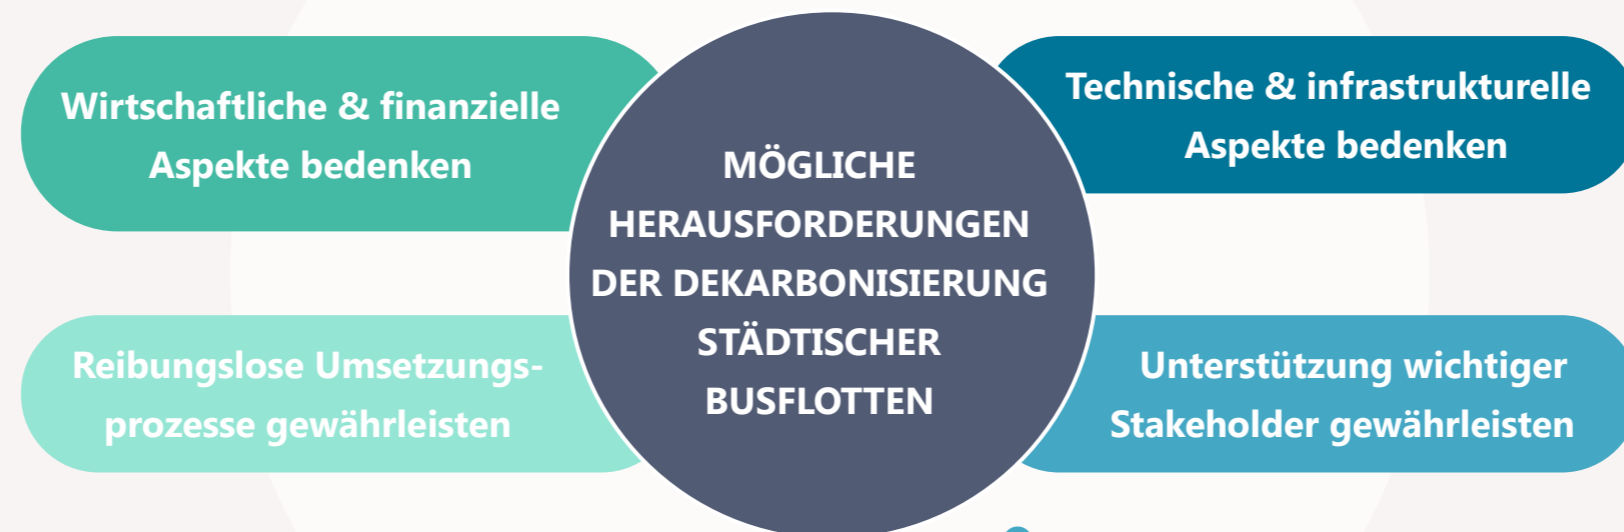 Wirtschaftliche & finanzielle
Aspekte bedenken
Technische & infrastrukturelle
Aspekte bedenken
MÖGLICHE
HERAUSFORDERUNGEN
DER DEKARBONISIERUNG
STÄDTISCHER
BUSFLOTTEN
Reibungslose Umsetzungs-
prozesse gewährleisten
Unterstützung wichtiger
Stakeholder gewährleisten